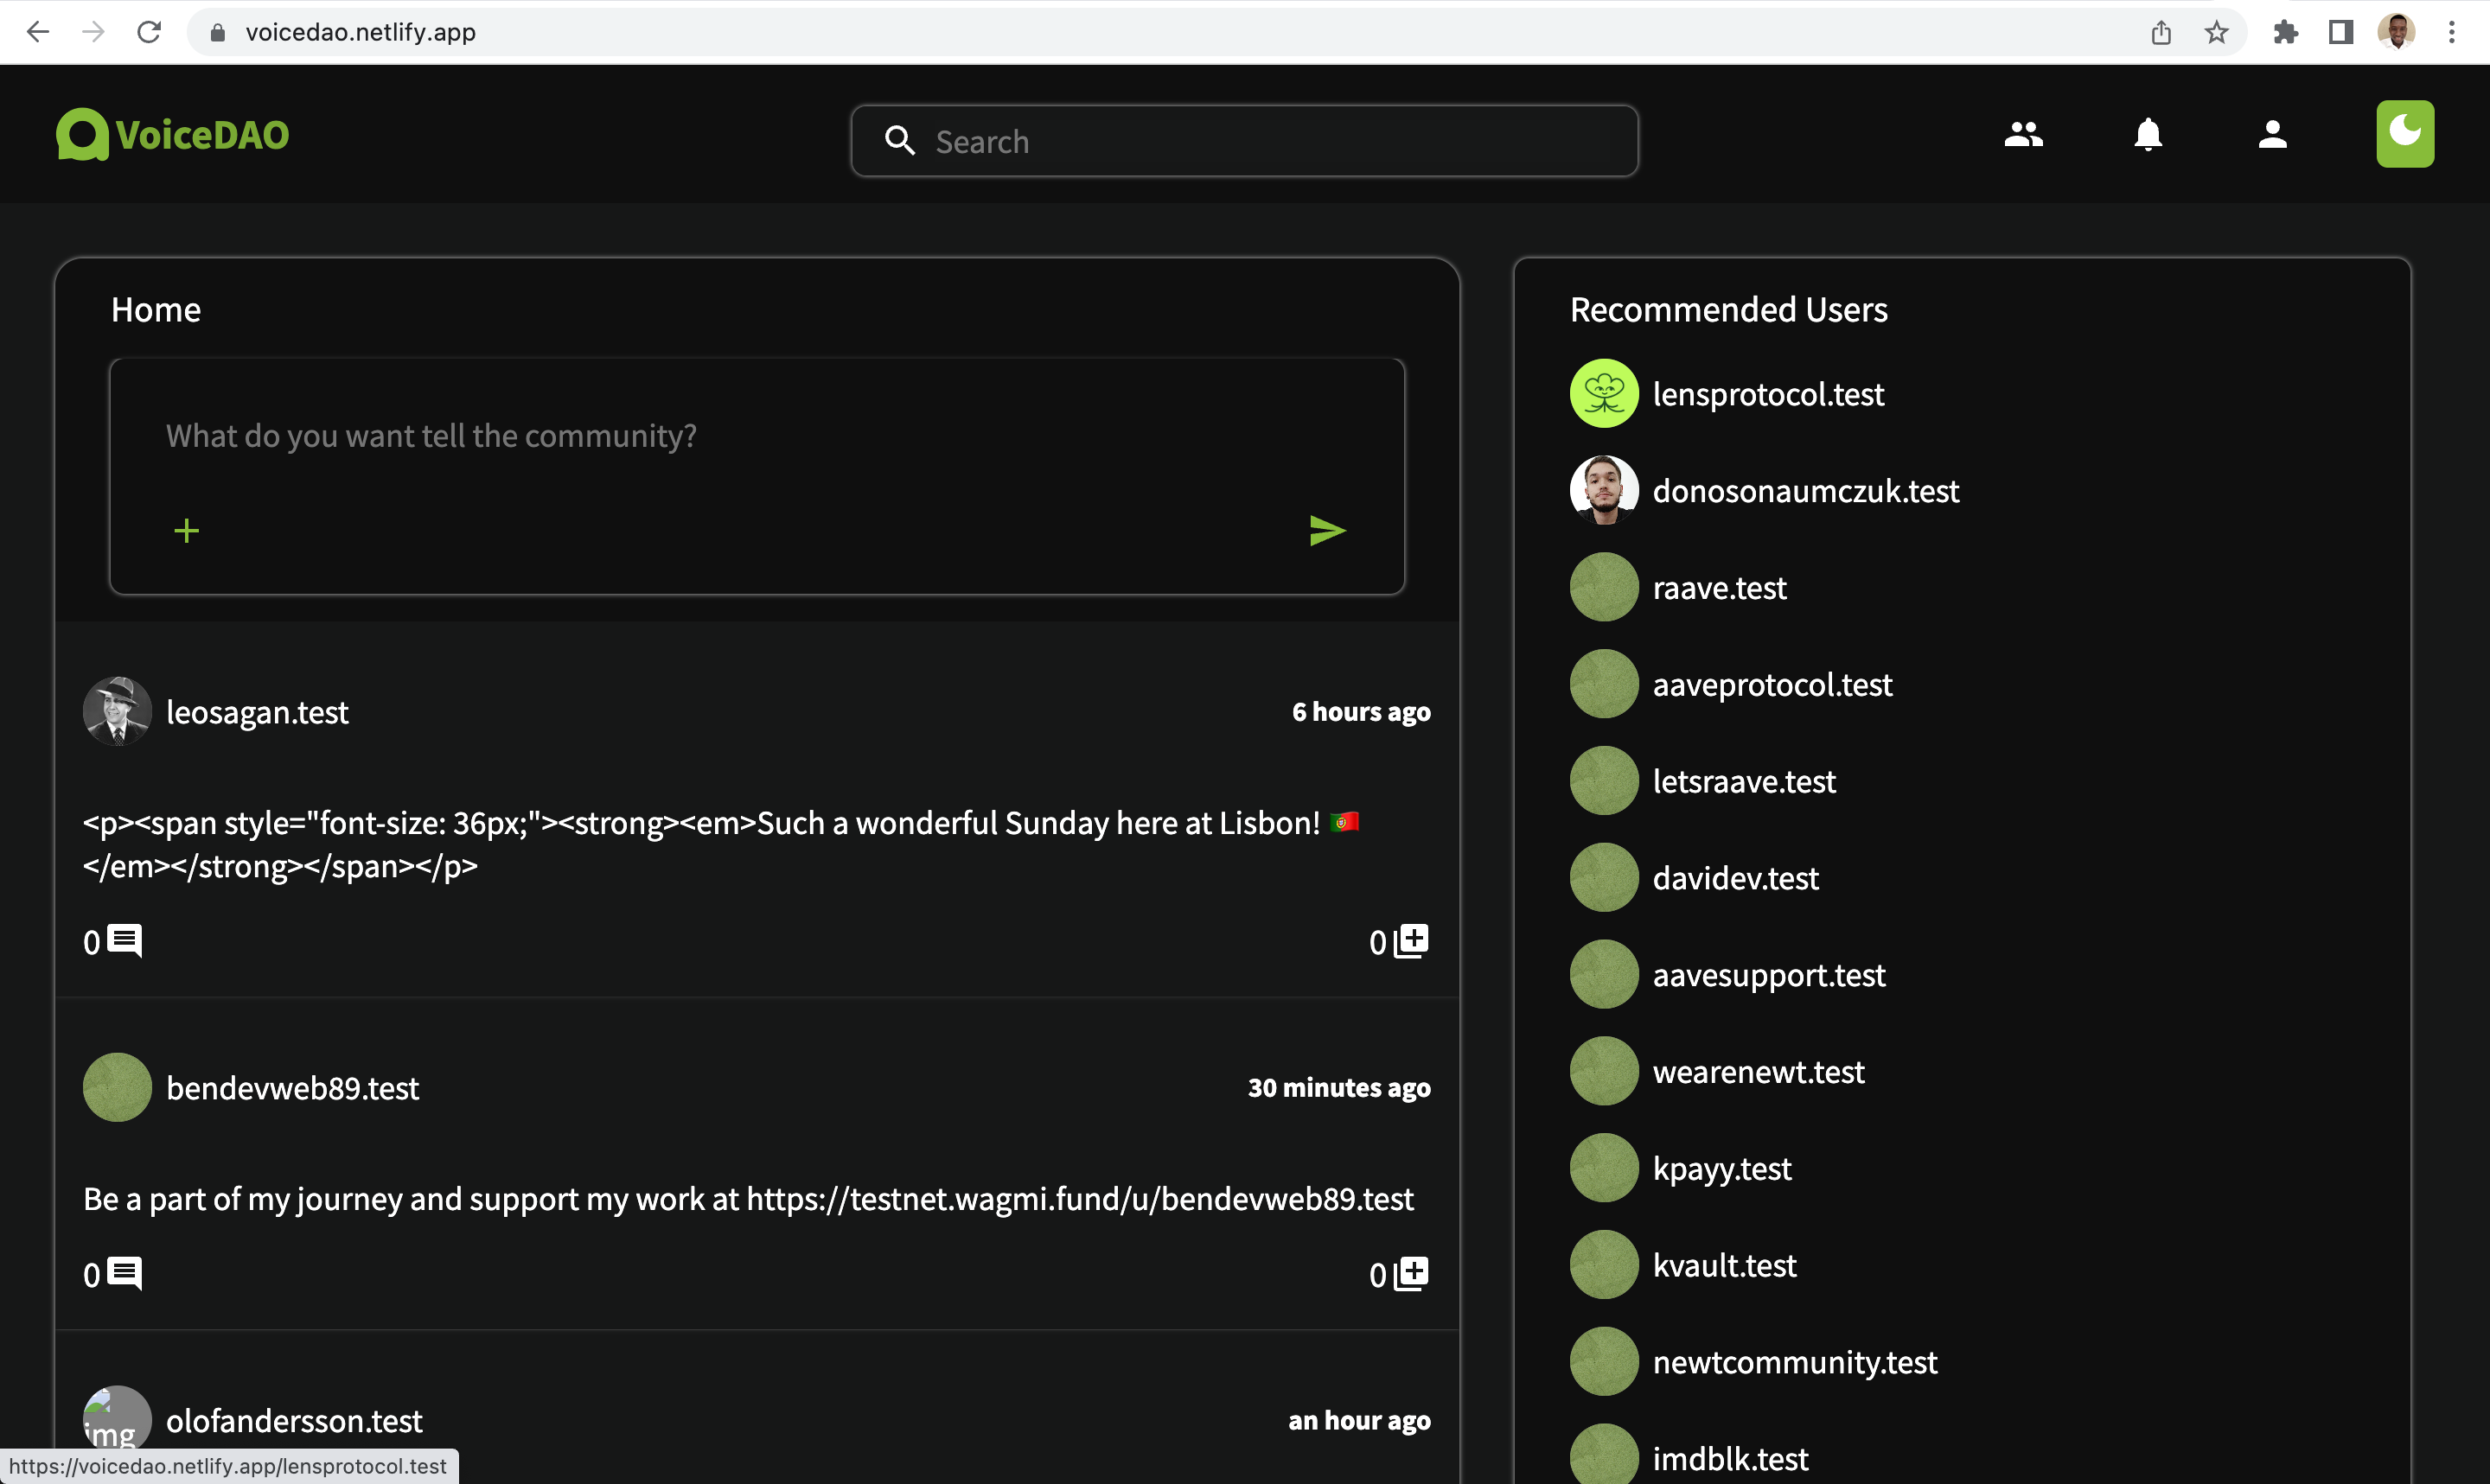 voicedao.netlify.app
VoiceDAO
Search
Home
What do you want tell the community?
leosagan.test
6 hours ago
<p><span style="font-size: 36px;"><strong><em>Such a wonderful Sunday here at Lisbon! 🇵🇹
</em></strong></span></p>
0
0
bendevweb89.test
30 minutes ago
Be a part of my journey and support my work at https://testnet.wagmi.fund/u/bendevweb89.test
0
0
img
olofandersson.test
an hour ago
Recommended Users
lensprotocol.test
donosonaumczuk.test
raave.test
aaveprotocol.test
letsraave.test
davidev.test
aavesupport.test
wearenewt.test
kpayy.test
kvault.test
newtcommunity.test
imdblk.test
https://voicedao.netlify.app/lensprotocol.test